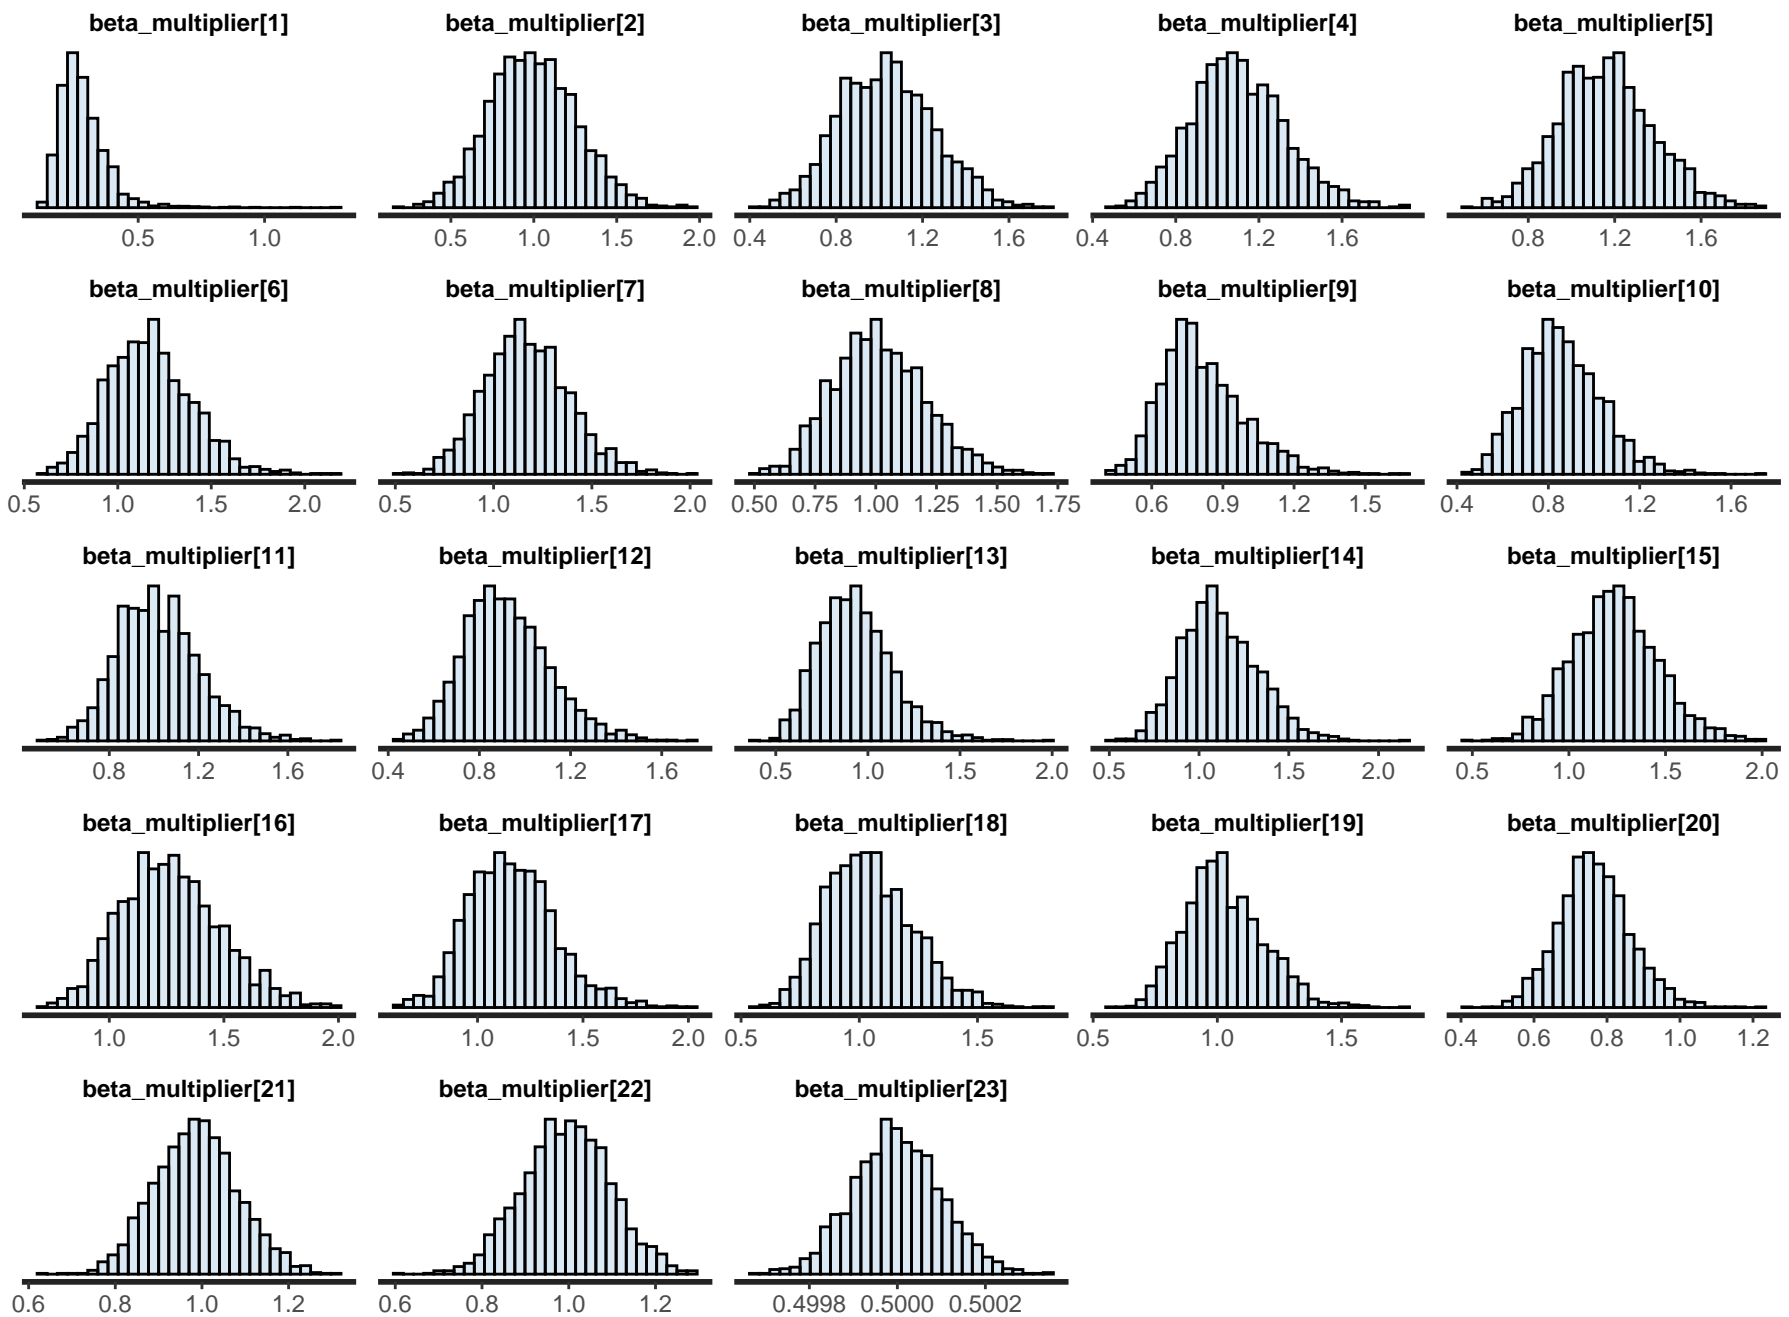 beta_multiplier[1] beta_multiplier[2] beta_multiplier[3] beta_multiplier[4] beta_multiplier[5]
0.5 1.0 0.5 1.0 1.5 2.0 0.4 0.8 1.2 1.6 0.4 0.8 1.2 1.6 0.8 1.2 1.6
beta_multiplier[6] beta_multiplier[7] beta_multiplier[8] beta_multiplier[9] beta_multiplier[10]
0.5 1.0 1.5 2.0 0.5 1.0 1.5 2.0 0.50 0.75 1.00 1.25 1.50 1.75 0.6 0.9 1.2 1.5 0.4 0.8 1.2 1.6
beta_multiplier[11] beta_multiplier[12] beta_multiplier[13] beta_multiplier[14] beta_multiplier[15]
0.8 1.2 1.6 0.4 0.8 1.2 1.6 0.5 1.0 1.5 2.0 0.5 1.0 1.5 2.0 0.5 1.0 1.5 2.0
beta_multiplier[16] beta_multiplier[17] beta_multiplier[18] beta_multiplier[19] beta_multiplier[20]
1.0 1.5 2.0 1.0 1.5 2.0 0.5 1.0 1.5 0.5 1.0 1.5 0.4 0.6 0.8 1.0 1.2
beta_multiplier[21] beta_multiplier[22] beta_multiplier[23]
0.6 0.8 1.0 1.2 0.6 0.8 1.0 1.2 0.4998 0.5000 0.5002